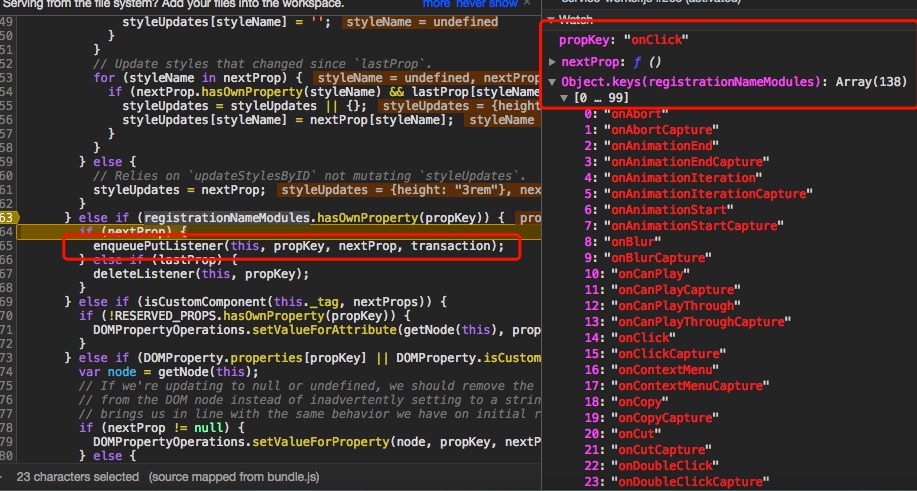 Serving from the file system? Add your files into the workspace.
more never show ×
49 styleUpdates[styleName] = ''; styleName = undefined
50 }
51 }
52 // Update styles that changed since `lastProp`.
53 for (styleName in nextProp) { styleName = undefined, nextProp
54 if (nextProp.hasOwnProperty(styleName) && lastProp[styleName
55 styleUpdates = styleUpdates || {}; styleUpdates = {height
56 styleUpdates[styleName] = nextProp[styleName]; styleName
57 }
58 }
59 } else {
60 // Relies on `updateStylesByID` not mutating `styleUpdates`.
61 styleUpdates = nextProp; styleUpdates = {height: "3rem"}, nex
62 }
63 } else if (registrationNameModules.hasOwnProperty(propKey)) { pro
64 if (nextProp) {
65 enqueuePutListener(this, propKey, nextProp, transaction);
66 } else if (lastProp) {
67 deleteListener(this, propKey);
68 }
69 } else if (isCustomComponent(this._tag, nextProps)) {
70 if (!RESERVED_PROPS.hasOwnProperty(propKey)) {
71 DOMPropertyOperations.setValueForAttribute(getNode(this), prop
72 }
73 } else if (DOMProperty.properties[propKey] || DOMProperty.isCustom
74 var node = getNode(this);
75 // If we're updating to null or undefined, we should remove the
76 // from the DOM node instead of inadvertently setting to a strin
77 // brings us in line with the same behavior we have on initial r
78 if (nextProp != null) {
79 DOMPropertyOperations.setValueForProperty(node, propKey, nextP
80 } else {
23 characters selected (source mapped from bundle.js)
Watch
propKey: "onClick"
nextProp: ƒ ()
Object.keys(registrationNameModules): Array(138)
[0 … 99]
0: "onAbort"
1: "onAbortCapture"
2: "onAnimationEnd"
3: "onAnimationEndCapture"
4: "onAnimationIteration"
5: "onAnimationIterationCapture"
6: "onAnimationStart"
7: "onAnimationStartCapture"
8: "onBlur"
9: "onBlurCapture"
10: "onCanPlay"
11: "onCanPlayCapture"
12: "onCanPlayThrough"
13: "onCanPlayThroughCapture"
14: "onClick"
15: "onClickCapture"
16: "onContextMenu"
17: "onContextMenuCapture"
18: "onCopy"
19: "onCopyCapture"
20: "onCut"
21: "onCutCapture"
22: "onDoubleClick"
23: "onDoubleClickCapture"